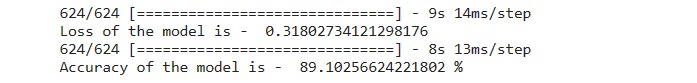 624/624 [==============================] - 9s 14ms/step
Loss of the model is -  0.31802734121298176
624/624 [==============================] - 8s 13ms/step
Accuracy of the model is -  89.10256624221802 %